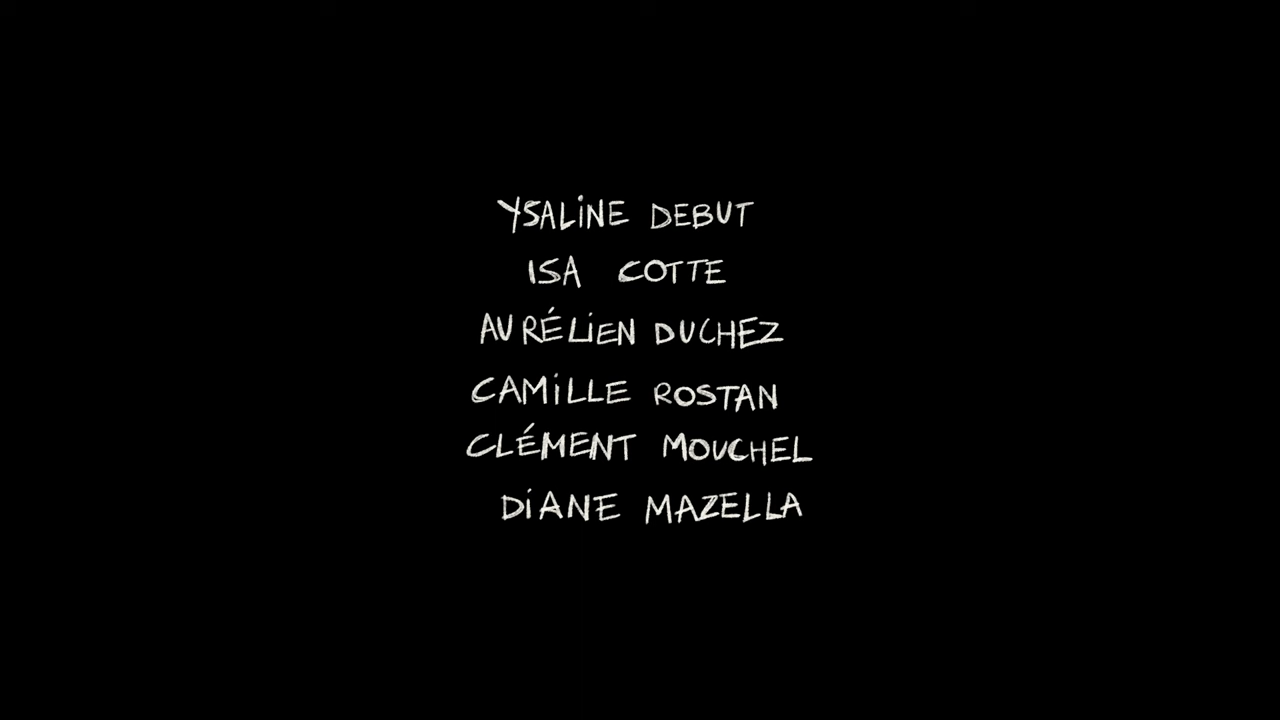 YSALiNE DEBUT
ISA COTTE
AURÉLiEN DUCHEZ
CAMiLLE ROSTAN
CLÉMENT MOUCHEL
DiANE MAZELLA